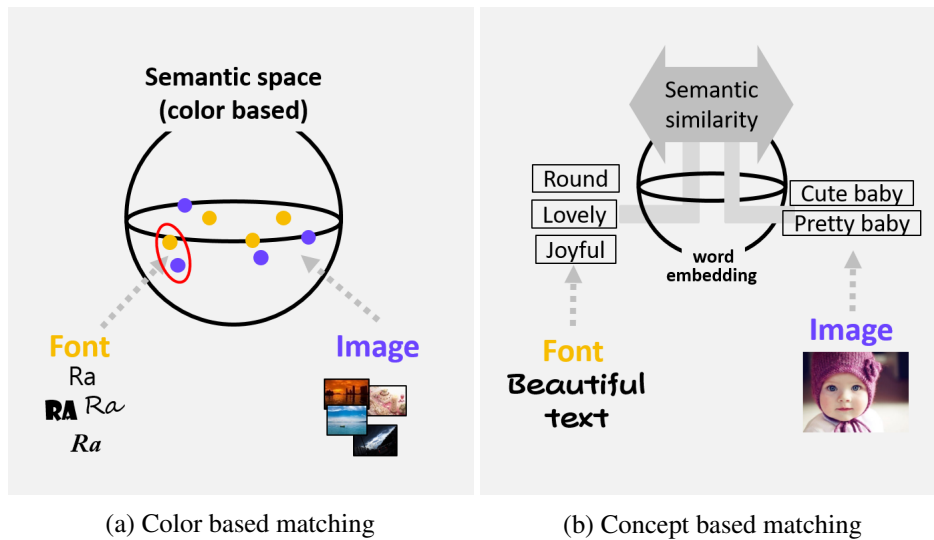 Semantic space
(color based)
Font
Ra
RA Ra
Ra
Image
(a) Color based matching
Semantic
similarity
Round
Lovely
Joyful
Cute baby
Pretty baby
word
embedding
Font
Beautiful
text
Image
(b) Concept based matching